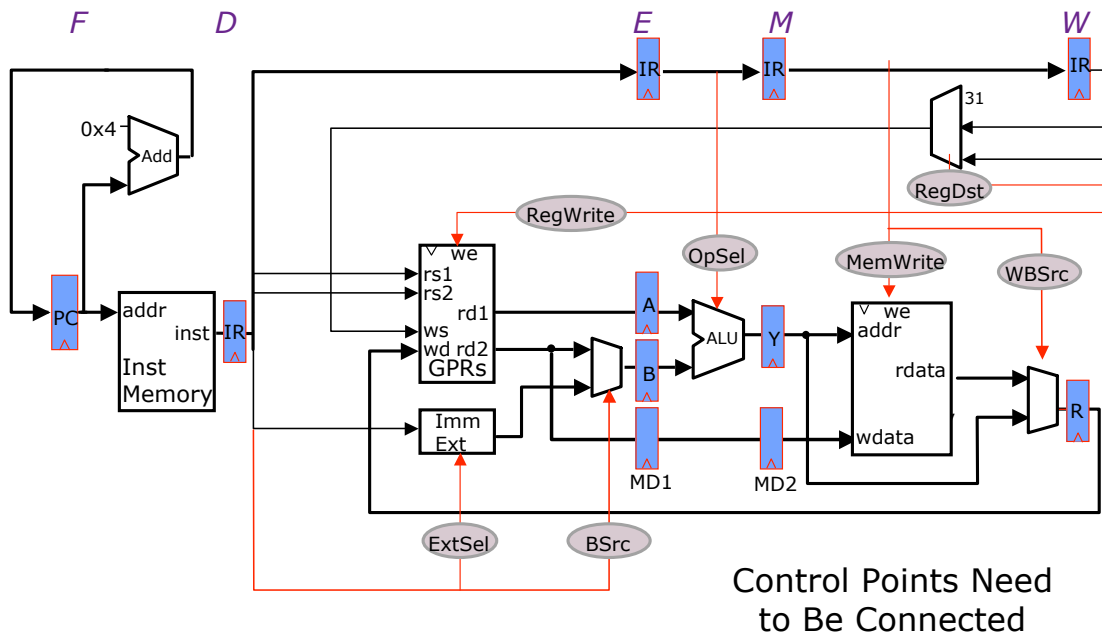 F D E M W
IR IR IR
31
0x4
Add
RegDst
RegWrite
we
OpSel
MemWrite
WBSrc
rs1
rs2
rd1
ws
wd rd2
GPRs
PC
addr
inst
Inst
Memory
IR
A
B
ALU
Y
we
addr
rdata
wdata
R
Imm
Ext
MD1
MD2
ExtSel
BSrc
Control Points Need
to Be Connected